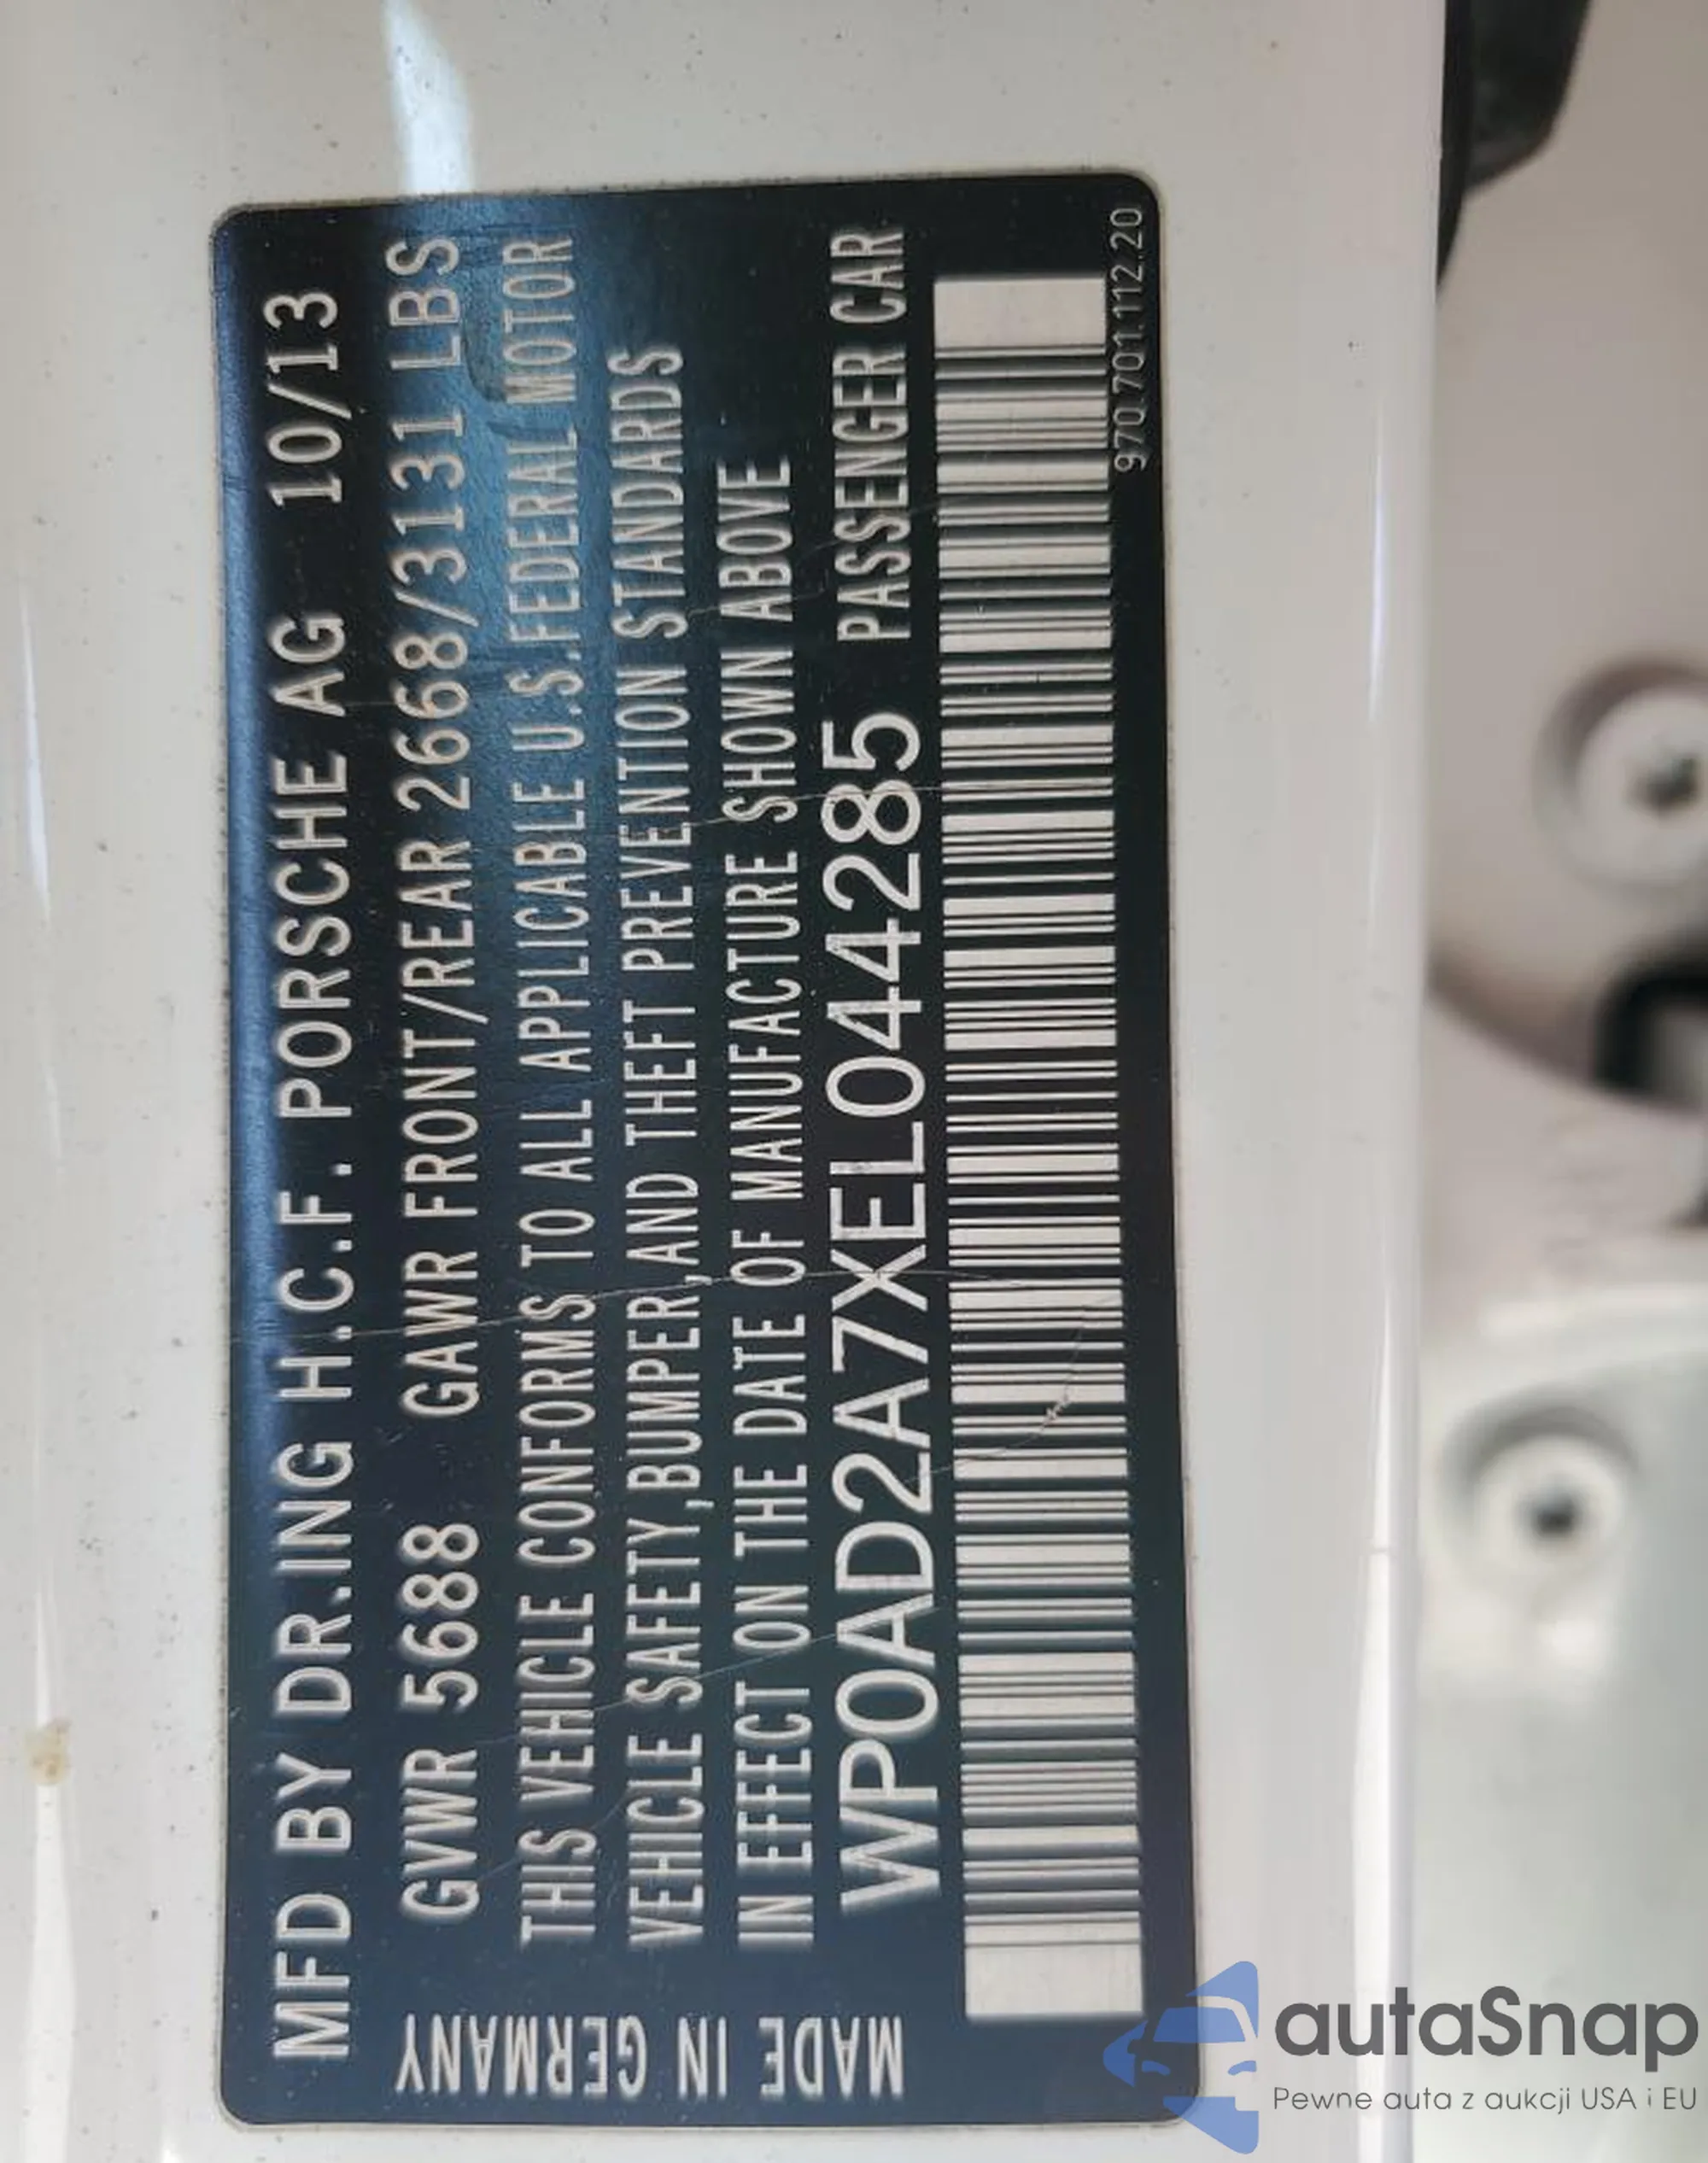 MFD BY DR.ING H.C.F. PORSCHE AG 10/13
GVWR 5688 GAWR FRONT/REAR 2668/3131 LBS
THIS VEHICLE CONFORMS TO ALL APPLICABLE U.S.FEDERAL MOTOR
VEHICLE SAFETY,BUMPER,AND THEFT PREVENTION STANDARDS
IN EFFECT ON THE DATE OF MANUFACTURE SHOWN ABOVE
WP0AD2A7XEL044285 PASSENGER CAR
970.701.112.20
MADE IN GERMANY
autaSnap
Pewne auta z aukcji USA i EU